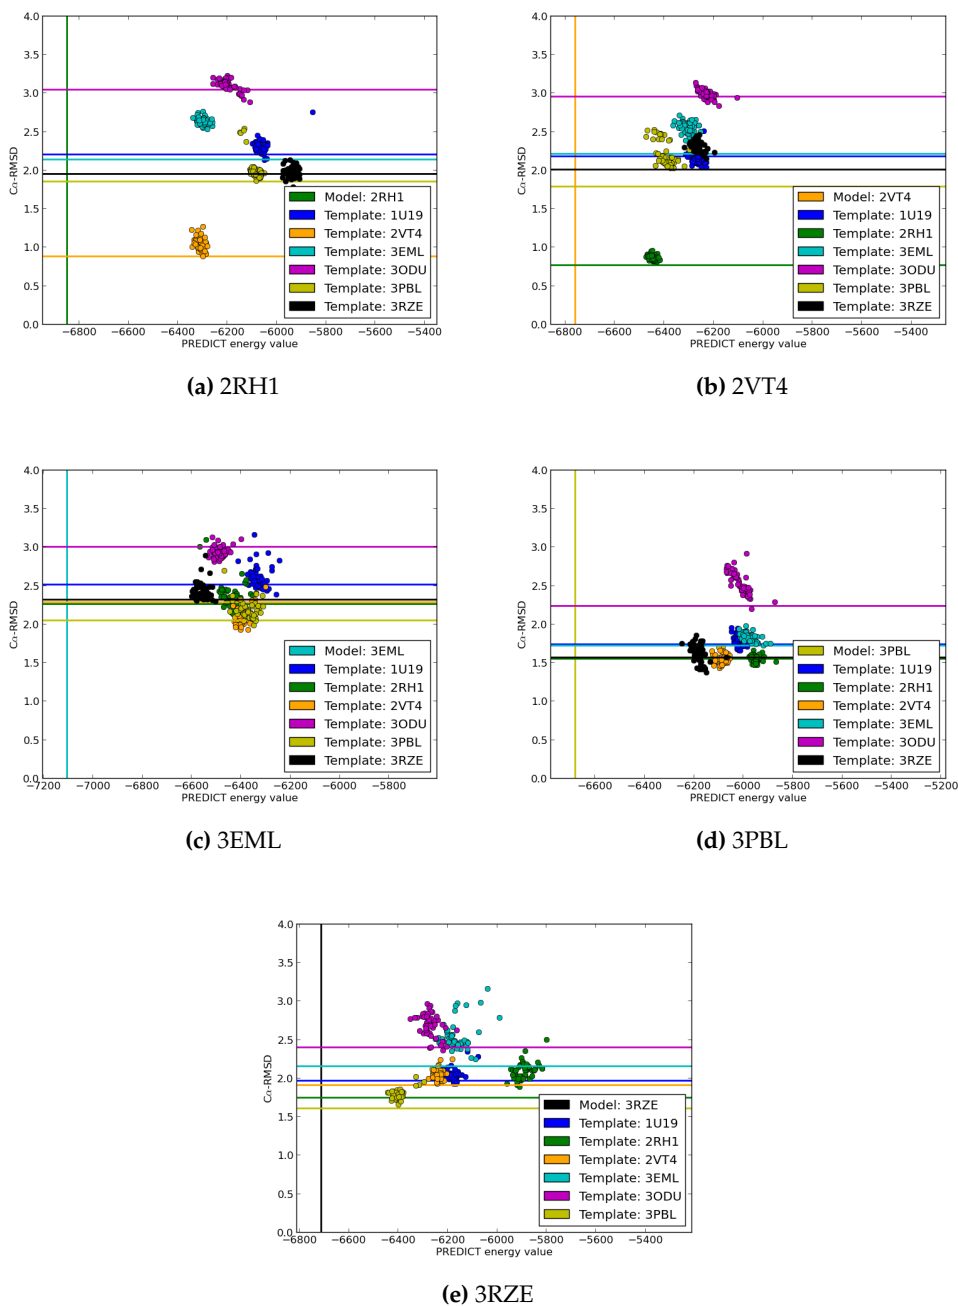 4.0
3.5
3.0
2.5
2.0
1.5
1.0
0.5
0.0
Cα-RMSD
−6800 −6600 −6400 −6200 −6000 −5800 −5600 −5400
PREDICT energy value
Model: 2RH1
Template: 1U19
Template: 2VT4
Template: 3EML
Template: 3ODU
Template: 3PBL
Template: 3RZE
(a) 2RH1
4.0
3.5
3.0
2.5
2.0
1.5
1.0
0.5
0.0
Cα-RMSD
−6800 −6600 −6400 −6200 −6000 −5800 −5600 −5400
PREDICT energy value
Model: 2VT4
Template: 1U19
Template: 2RH1
Template: 3EML
Template: 3ODU
Template: 3PBL
Template: 3RZE
(b) 2VT4
4.0
3.5
3.0
2.5
2.0
1.5
1.0
0.5
0.0
Cα-RMSD
−7200 −7000 −6800 −6600 −6400 −6200 −6000 −5800
PREDICT energy value
Model: 3EML
Template: 1U19
Template: 2RH1
Template: 2VT4
Template: 3ODU
Template: 3PBL
Template: 3RZE
(c) 3EML
4.0
3.5
3.0
2.5
2.0
1.5
1.0
0.5
0.0
Cα-RMSD
−6600 −6400 −6200 −6000 −5800 −5600 −5400 −5200
PREDICT energy value
Model: 3PBL
Template: 1U19
Template: 2RH1
Template: 2VT4
Template: 3EML
Template: 3ODU
Template: 3RZE
(d) 3PBL
4.0
3.5
3.0
2.5
2.0
1.5
1.0
0.5
0.0
Cα-RMSD
−6800 −6600 −6400 −6200 −6000 −5800 −5600 −5400
PREDICT energy value
Model: 3RZE
Template: 1U19
Template: 2RH1
Template: 2VT4
Template: 3EML
Template: 3ODU
Template: 3PBL
(e) 3RZE